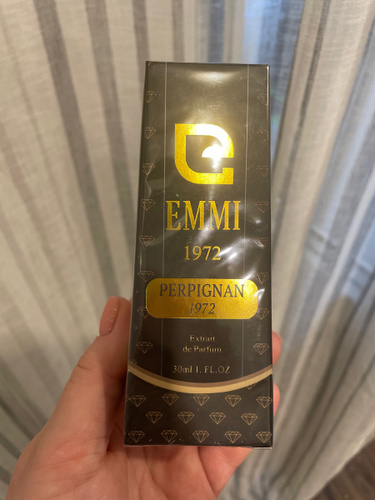 EMMI
1972
PERPIGNAN
1972
Extrait
de Parfum
30ml 1. FL.OZ